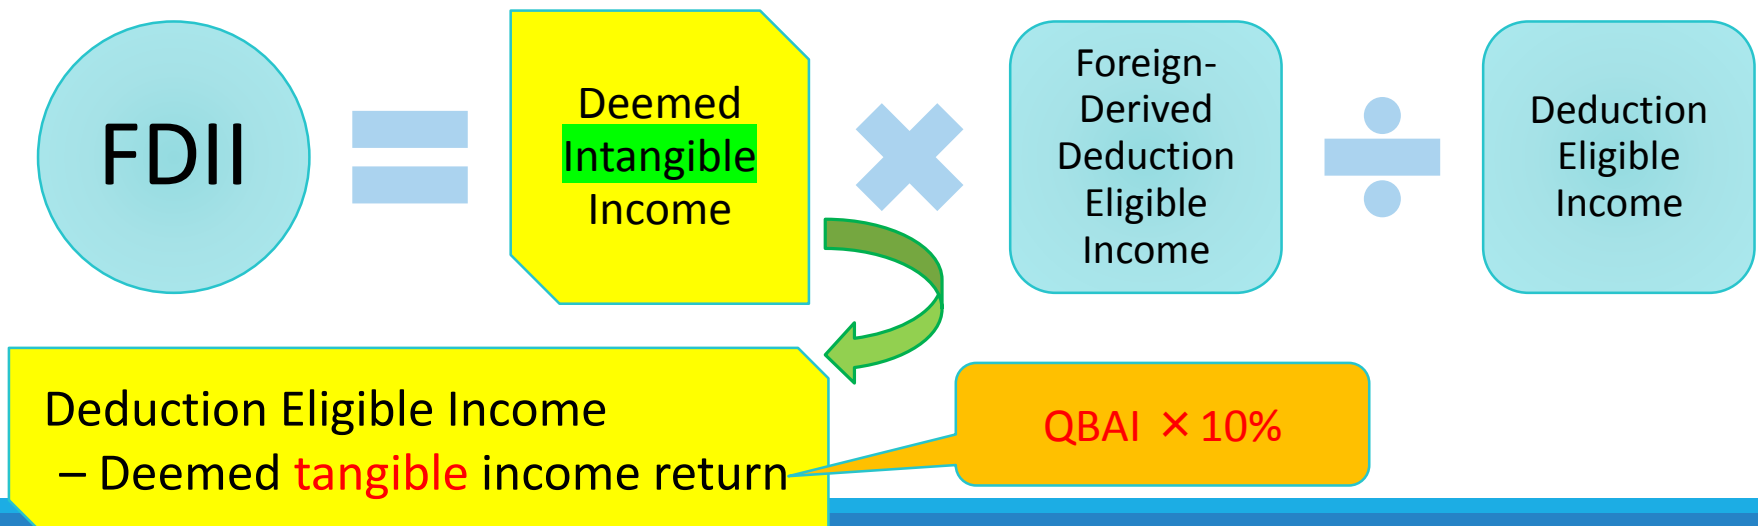 FDII
Deemed
Intangible
Income
Foreign-
Derived
Deduction
Eligible
Income
Deduction
Eligible
Income
Deduction Eligible Income
– Deemed tangible income return
QBAI × 10%